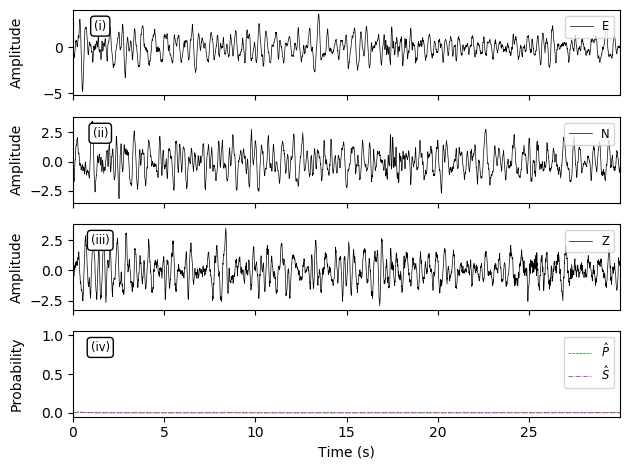 (i)
E
Amplitude
0
−5
(ii)
N
Amplitude
2.5
0.0
−2.5
(iii)
Z
Amplitude
2.5
0.0
−2.5
(iv)
P̂
Ŝ
Probability
1.0
0.5
0.0
0 5 10 15 20 25
Time (s)